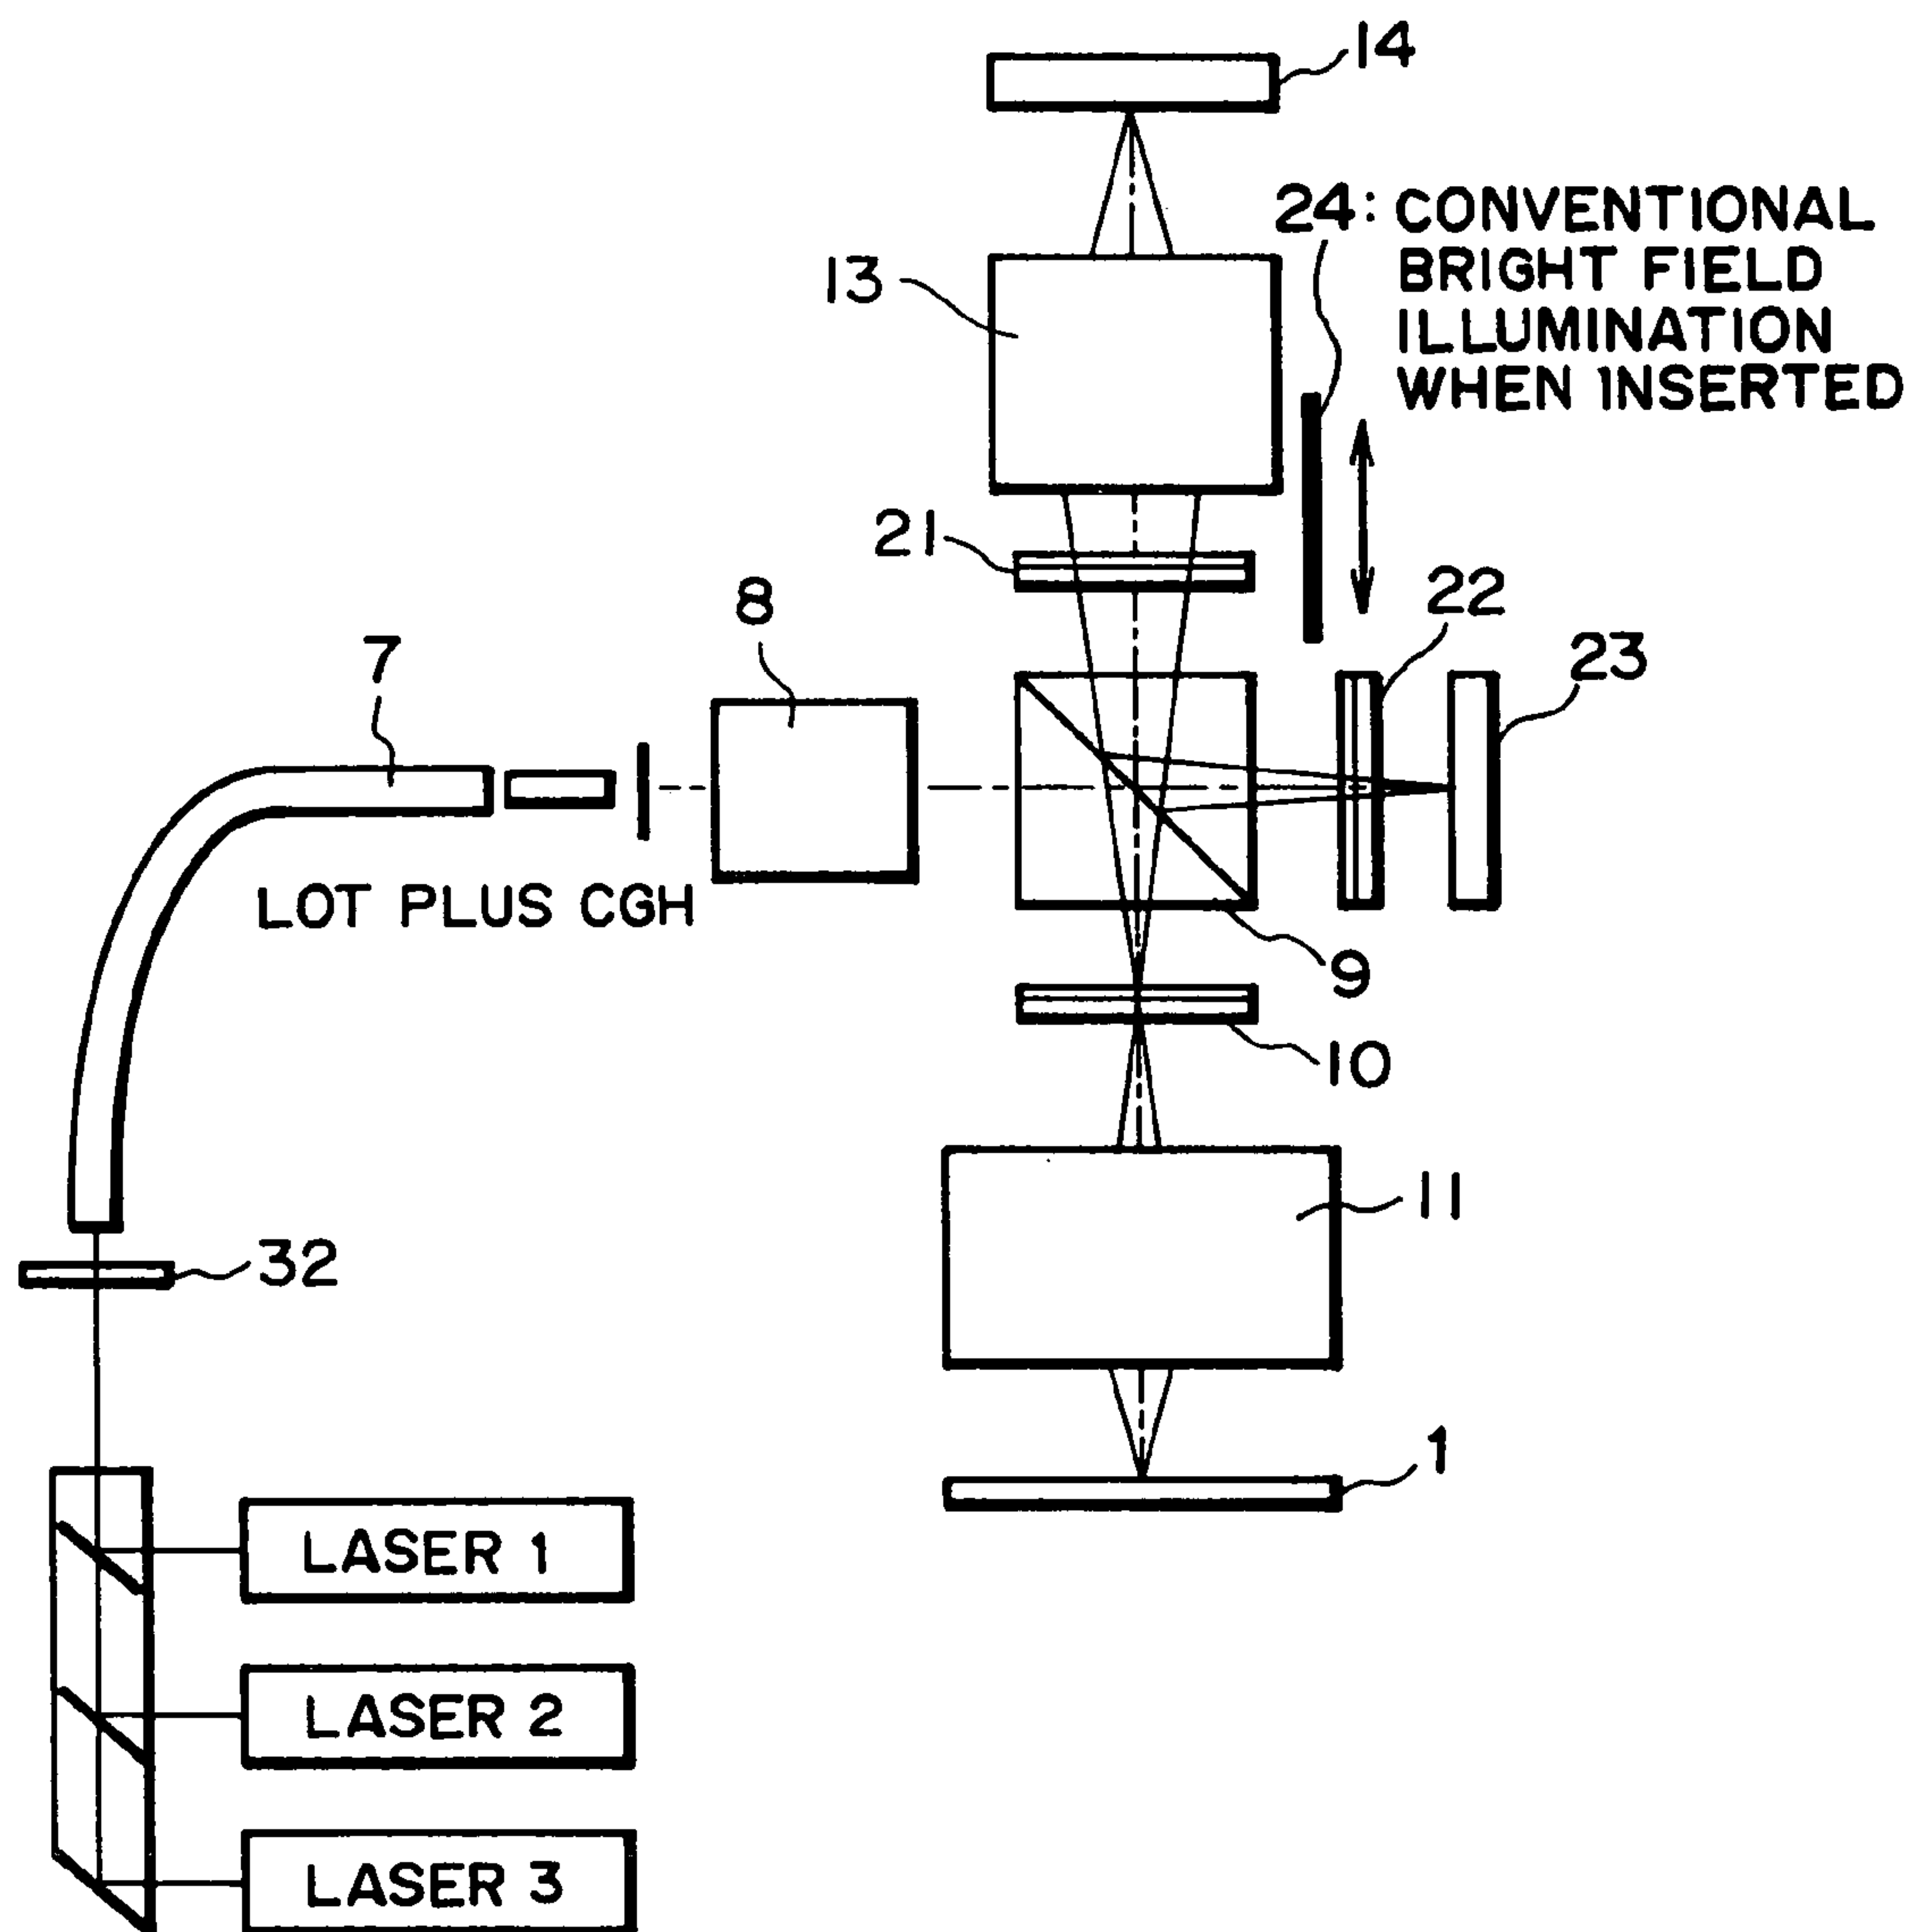 14
24: CONVENTIONAL
BRIGHT FIELD
ILLUMINATION
WHEN INSERTED
13
21
22
8
23
7
LOT PLUS CGH
9
10
11
32
1
LASER 1
LASER 2
LASER 3